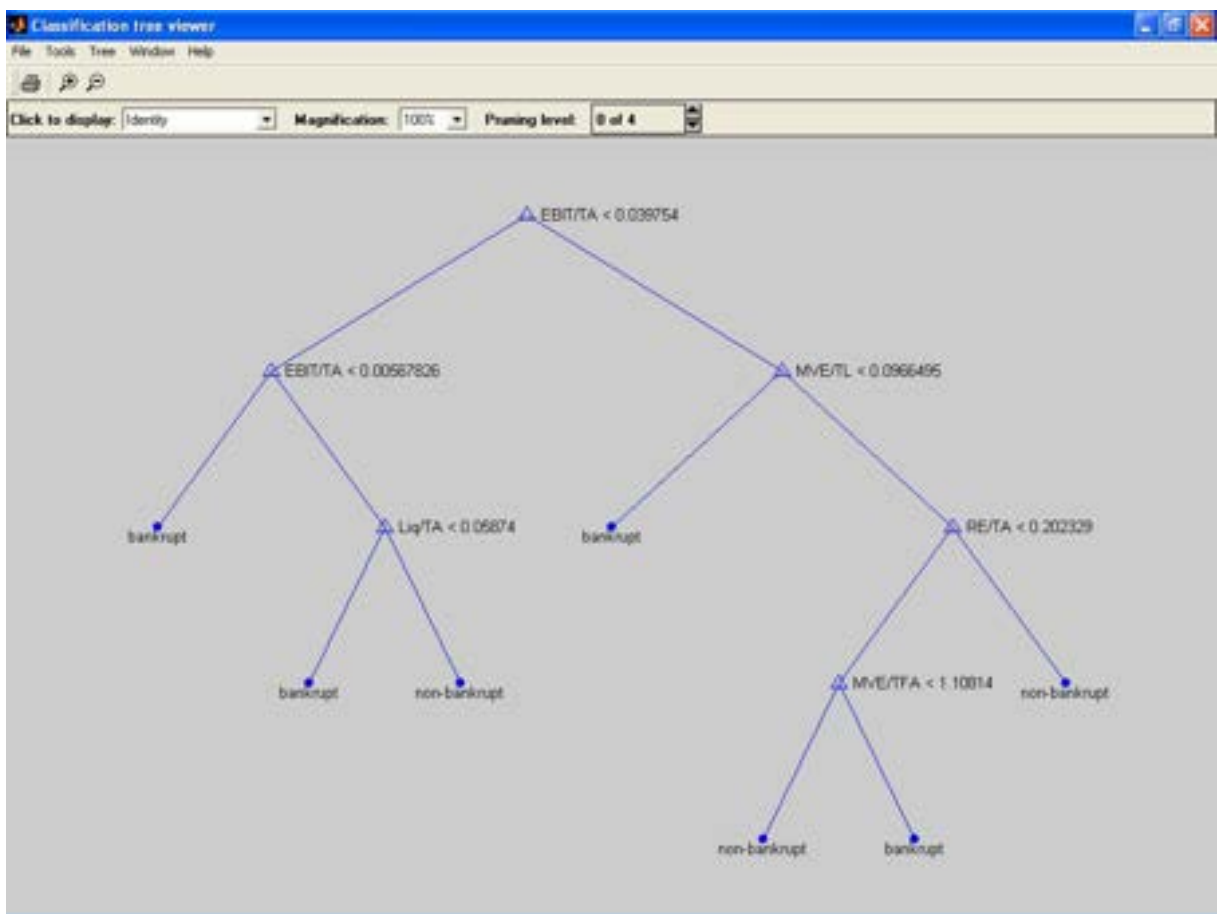 Classification tree viewer
File Tools Tree Window Help
Click to display: Identity Magnification: 100% Pruning level: 0 of 4
EBIT/TA < 0.039754
EBIT/TA < 0.00567826 MVE/TL < 0.0966495
bankrupt Liq/TA < 0.05874 bankrupt RE/TA < 0.202329
bankrupt non-bankrupt MVE/TFA < 1.10814 non-bankrupt
non-bankrupt bankrupt